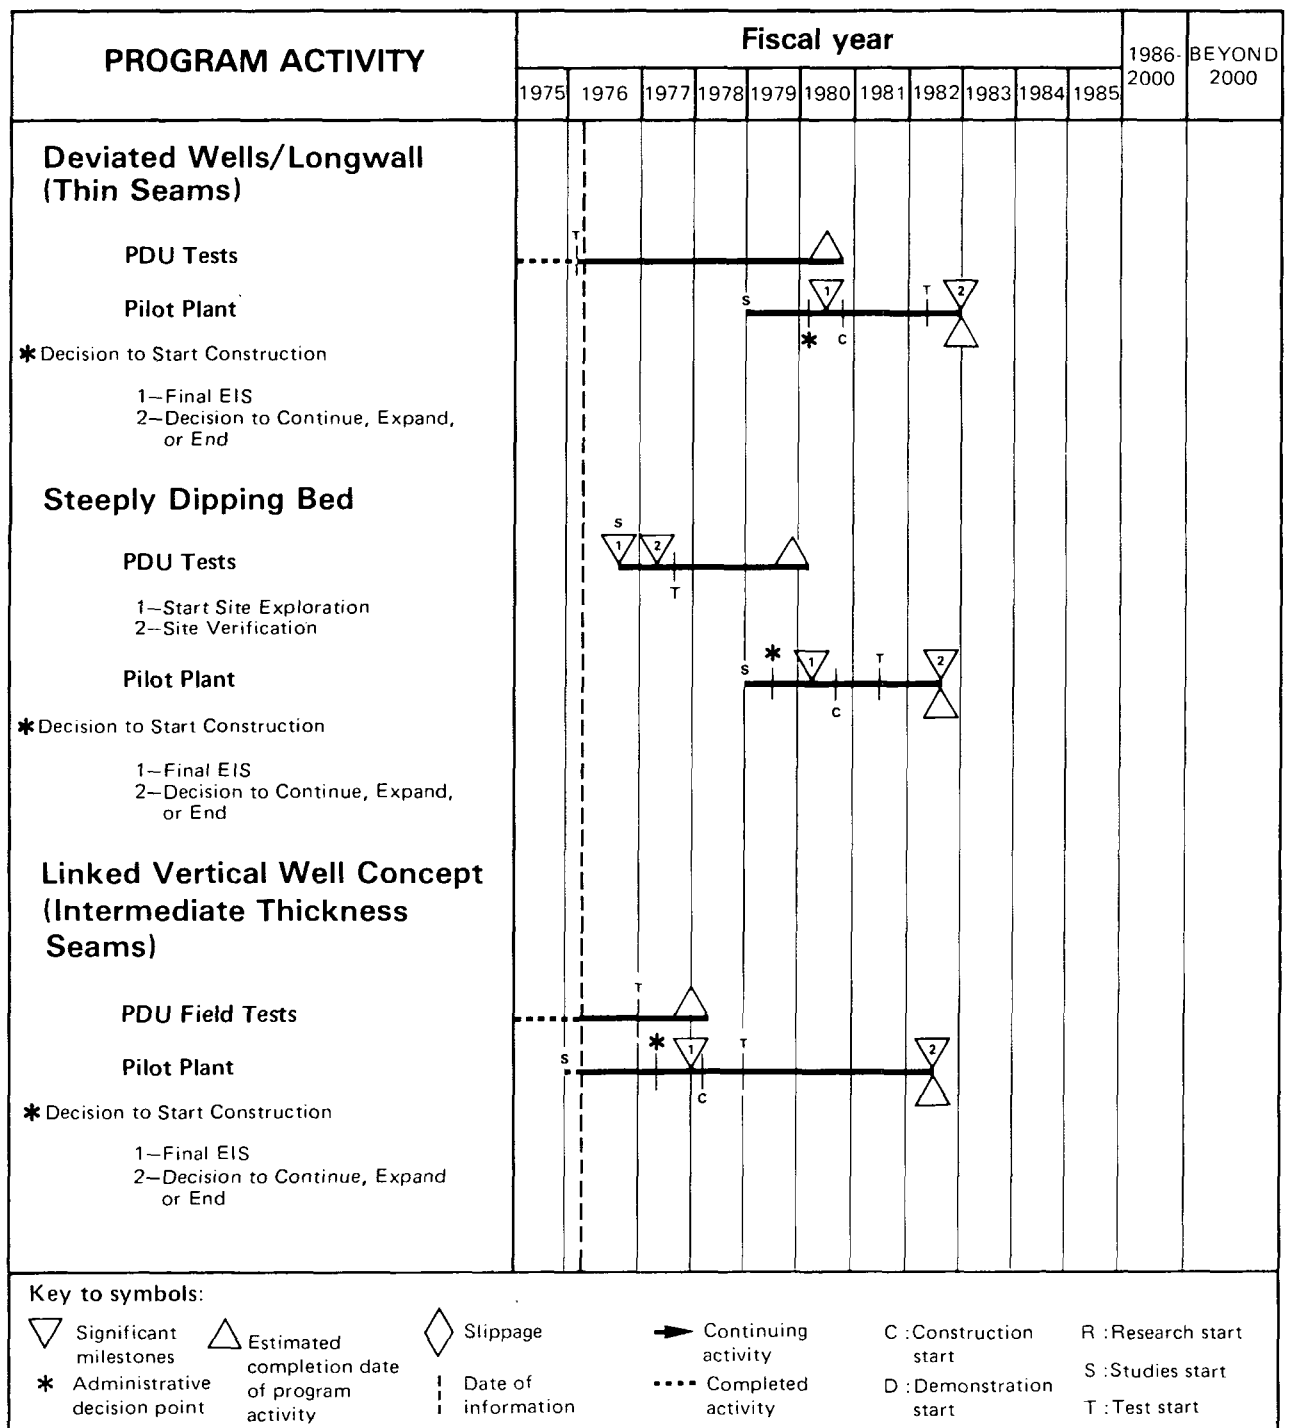 PROGRAM ACTIVITY
Fiscal year
1986-
2000
BEYOND
2000
1975 1976 1977 1978 1979 1980 1981 1982 1983 1984 1985
Deviated Wells/Longwall
(Thin Seams)
T
PDU Tests
Pilot Plant
S 1 T 2
* C
* Decision to Start Construction
1—Final EIS
2—Decision to Continue, Expand,
or End
Steeply Dipping Bed
S
1 2
PDU Tests
T
1—Start Site Exploration
2—Site Verification
Pilot Plant
S * 1 T 2
C
* Decision to Start Construction
1—Final EIS
2—Decision to Continue, Expand,
or End
Linked Vertical Well Concept
(Intermediate Thickness
Seams)
T
PDU Field Tests
Pilot Plant
S * 1 T 2
C
* Decision to Start Construction
1—Final EIS
2—Decision to Continue, Expand
or End
Key to symbols:
Significant
milestones
* Administrative
decision point
Estimated
completion date
of program
activity
Slippage
Date of
information
Continuing
activity
Completed
activity
C : Construction
start
D : Demonstration
start
R : Research start
S : Studies start
T : Test start